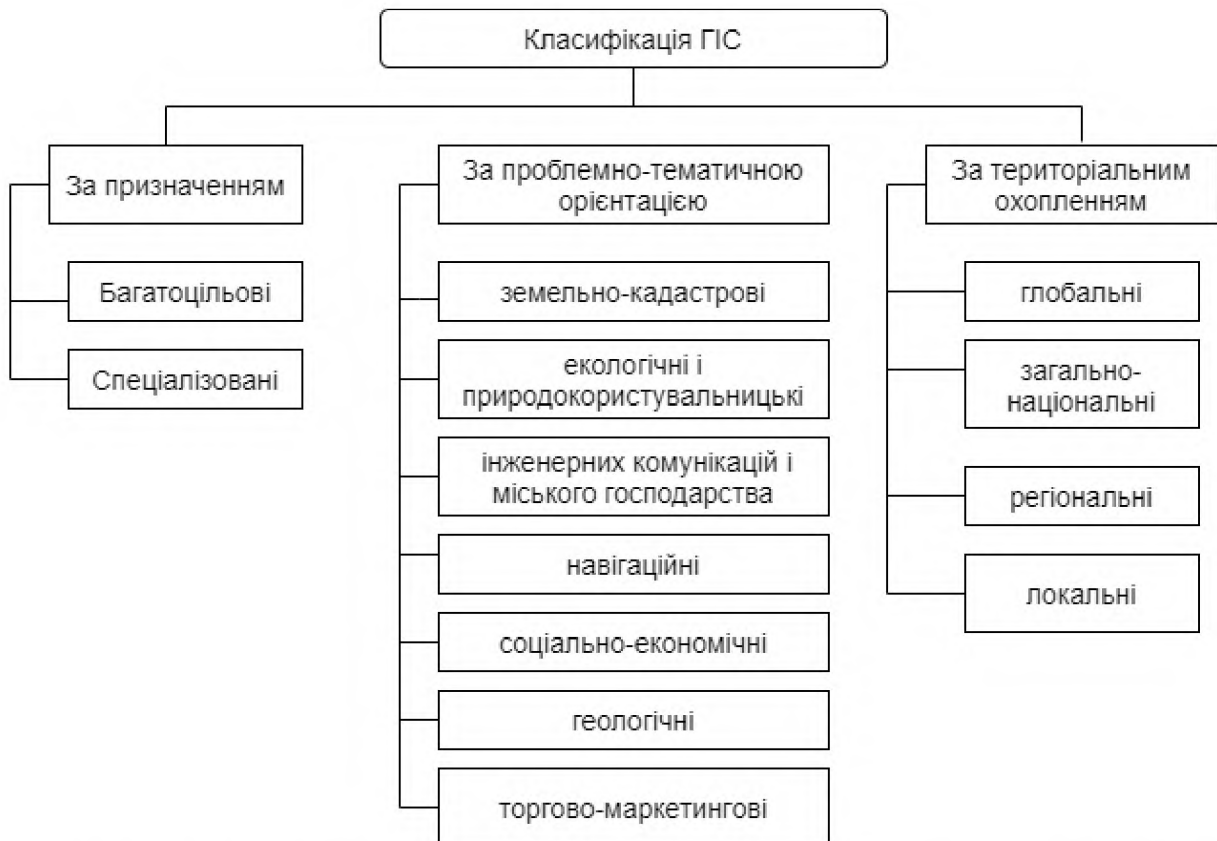 Класифікація ГІС
За призначенням
Багатоцільові
Спеціалізовані
За проблемно-тематичною
орієнтацією
земельно-кадастрові
екологічні і
природокористувальницькі
інженерних комунікацій і
міського господарства
навігаційні
соціально-економічні
геологічні
торгово-маркетингові
За територіальним
охопленням
глобальні
загально-
національні
регіональні
локальні